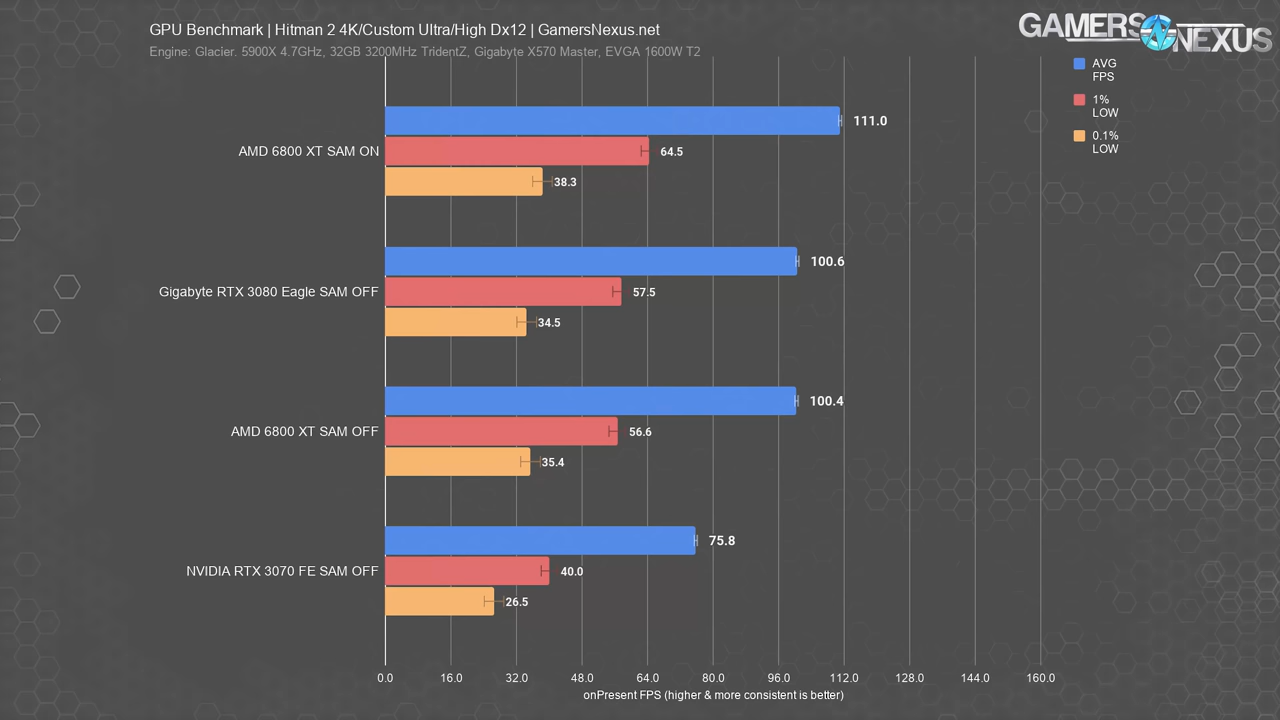 GPU Benchmark | Hitman 2 4K/Custom Ultra/High Dx12 | GamersNexus.net
Engine: Glacier. 5900X 4.7GHz, 32GB 3200MHz TridentZ, Gigabyte X570 Master, EVGA 1600W T2
GAMERS NEXUS
AVG
FPS
1%
LOW
0.1%
LOW
AMD 6800 XT SAM ON
111.0
64.5
38.3
Gigabyte RTX 3080 Eagle SAM OFF
100.6
57.5
34.5
AMD 6800 XT SAM OFF
100.4
56.6
35.4
NVIDIA RTX 3070 FE SAM OFF
75.8
40.0
26.5
0.0 16.0 32.0 48.0 64.0 80.0 96.0 112.0 128.0 144.0 160.0
onPresent FPS (higher & more consistent is better)